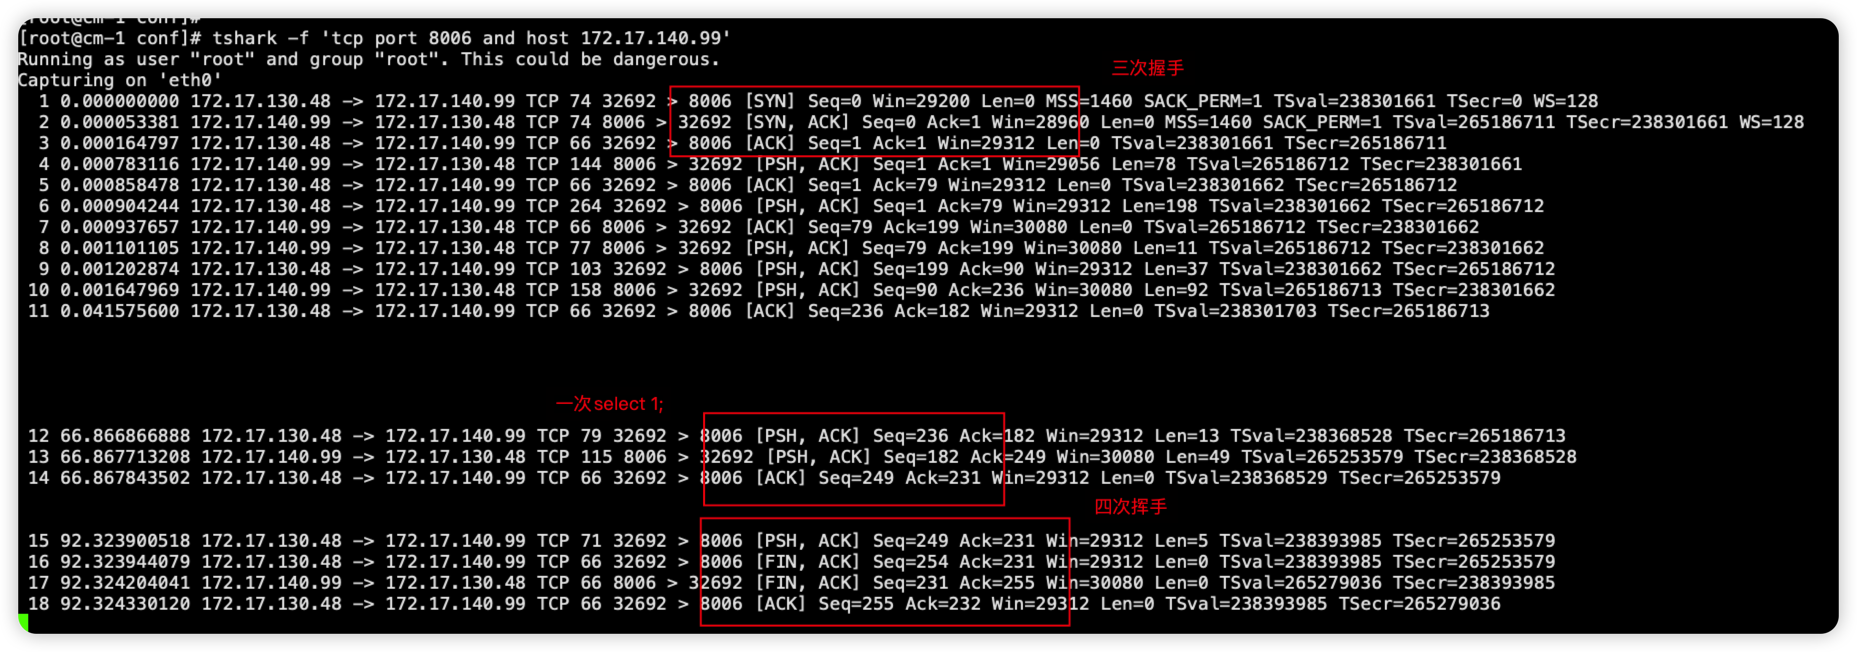 [root@cm-1 conf]#
[root@cm-1 conf]# tshark -f 'tcp port 8006 and host 172.17.140.99'
Running as user "root" and group "root". This could be dangerous.
三次握手
Capturing on 'eth0'
1 0.000000000 172.17.130.48 -> 172.17.140.99 TCP 74 32692 > 8006 [SYN] Seq=0 Win=29200 Len=0 MSS=1460 SACK_PERM=1 TSval=238301661 TSecr=0 WS=128
2 0.000053381 172.17.140.99 -> 172.17.130.48 TCP 74 8006 > 32692 [SYN, ACK] Seq=0 Ack=1 Win=28960 Len=0 MSS=1460 SACK_PERM=1 TSval=265186711 TSecr=238301661 WS=128
3 0.000164797 172.17.130.48 -> 172.17.140.99 TCP 66 32692 > 8006 [ACK] Seq=1 Ack=1 Win=29312 Len=0 TSval=238301661 TSecr=265186711
4 0.000783116 172.17.140.99 -> 172.17.130.48 TCP 144 8006 > 32692 [PSH, ACK] Seq=1 Ack=1 Win=29056 Len=78 TSval=265186712 TSecr=238301661
5 0.000858478 172.17.130.48 -> 172.17.140.99 TCP 66 32692 > 8006 [ACK] Seq=1 Ack=79 Win=29312 Len=0 TSval=238301662 TSecr=265186712
6 0.000904244 172.17.130.48 -> 172.17.140.99 TCP 264 32692 > 8006 [PSH, ACK] Seq=1 Ack=79 Win=29312 Len=198 TSval=238301662 TSecr=265186712
7 0.000937657 172.17.140.99 -> 172.17.130.48 TCP 66 8006 > 32692 [ACK] Seq=79 Ack=199 Win=30080 Len=0 TSval=265186712 TSecr=238301662
8 0.001101105 172.17.140.99 -> 172.17.130.48 TCP 77 8006 > 32692 [PSH, ACK] Seq=79 Ack=199 Win=30080 Len=11 TSval=265186712 TSecr=238301662
9 0.001202874 172.17.130.48 -> 172.17.140.99 TCP 103 32692 > 8006 [PSH, ACK] Seq=199 Ack=90 Win=29312 Len=37 TSval=238301662 TSecr=265186712
10 0.001647969 172.17.140.99 -> 172.17.130.48 TCP 158 8006 > 32692 [PSH, ACK] Seq=90 Ack=236 Win=30080 Len=92 TSval=265186713 TSecr=238301662
11 0.041575600 172.17.130.48 -> 172.17.140.99 TCP 66 32692 > 8006 [ACK] Seq=236 Ack=182 Win=29312 Len=0 TSval=238301703 TSecr=265186713
一次select 1;
12 66.866866888 172.17.130.48 -> 172.17.140.99 TCP 79 32692 > 8006 [PSH, ACK] Seq=236 Ack=182 Win=29312 Len=13 TSval=238368528 TSecr=265186713
13 66.867713208 172.17.140.99 -> 172.17.130.48 TCP 115 8006 > 32692 [PSH, ACK] Seq=182 Ack=249 Win=30080 Len=49 TSval=265253579 TSecr=238368528
14 66.867843502 172.17.130.48 -> 172.17.140.99 TCP 66 32692 > 8006 [ACK] Seq=249 Ack=231 Win=29312 Len=0 TSval=238368529 TSecr=265253579
四次挥手
15 92.323900518 172.17.130.48 -> 172.17.140.99 TCP 71 32692 > 8006 [PSH, ACK] Seq=249 Ack=231 Win=29312 Len=5 TSval=238393985 TSecr=265253579
16 92.323944079 172.17.130.48 -> 172.17.140.99 TCP 66 32692 > 8006 [FIN, ACK] Seq=254 Ack=231 Win=29312 Len=0 TSval=238393985 TSecr=265253579
17 92.324204041 172.17.140.99 -> 172.17.130.48 TCP 66 8006 > 32692 [FIN, ACK] Seq=231 Ack=255 Win=30080 Len=0 TSval=265279036 TSecr=238393985
18 92.324330120 172.17.130.48 -> 172.17.140.99 TCP 66 32692 > 8006 [ACK] Seq=255 Ack=232 Win=29312 Len=0 TSval=238393985 TSecr=265279036